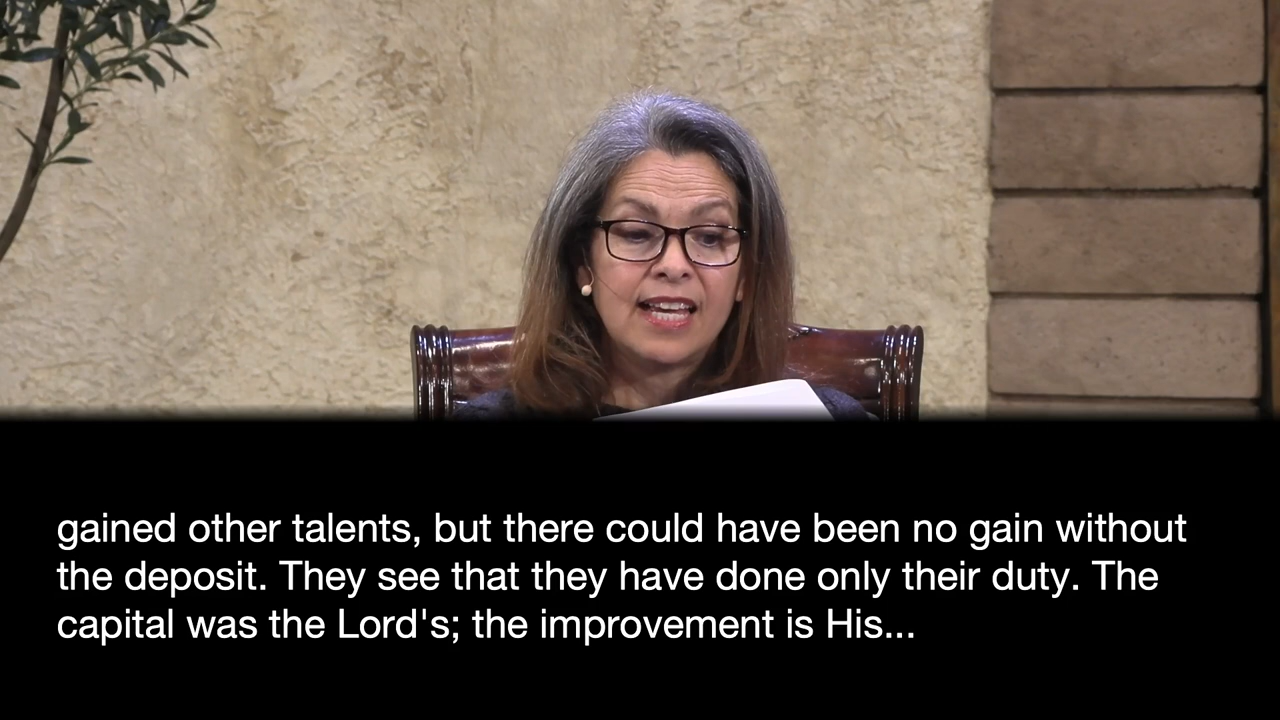 gained other talents, but there could have been no gain without
the deposit. They see that they have done only their duty. The
capital was the Lord's; the improvement is His...